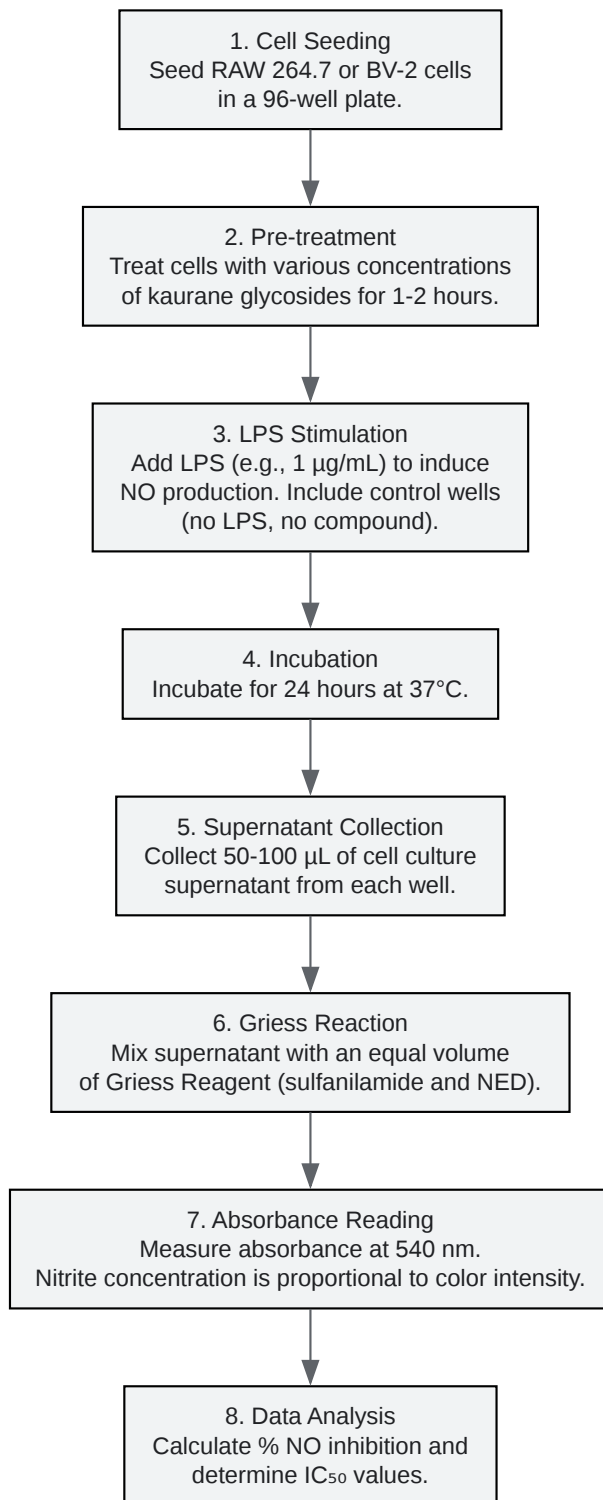 1. Cell Seeding
Seed RAW 264.7 or BV-2 cells
in a 96-well plate.
2. Pre-treatment
Treat cells with various concentrations
of kaurane glycosides for 1-2 hours.
3. LPS Stimulation
Add LPS (e.g., 1 µg/mL) to induce
NO production. Include control wells
(no LPS, no compound).
4. Incubation
Incubate for 24 hours at 37°C.
5. Supernatant Collection
Collect 50-100 µL of cell culture
supernatant from each well.
6. Griess Reaction
Mix supernatant with an equal volume
of Griess Reagent (sulfanilamide and NED).
7. Absorbance Reading
Measure absorbance at 540 nm.
Nitrite concentration is proportional to color intensity.
8. Data Analysis
Calculate % NO inhibition and
determine IC₅₀ values.